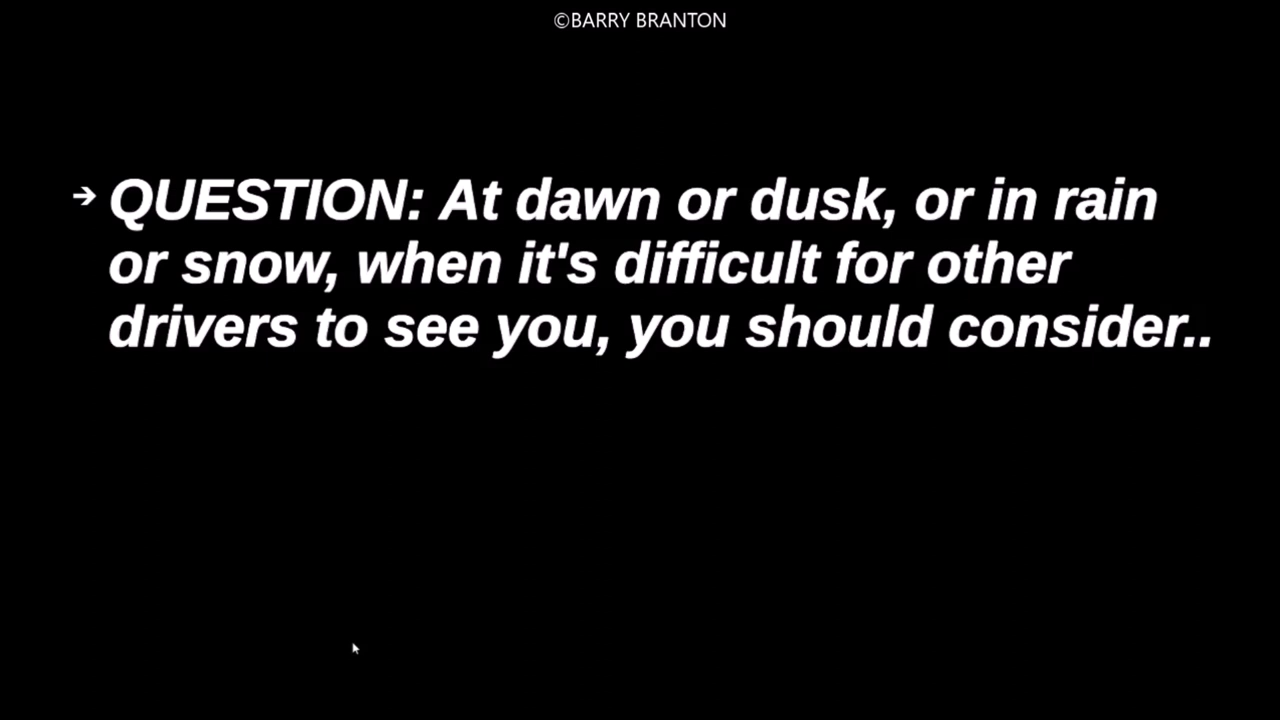 ©BARRY BRANTON
→ QUESTION: At dawn or dusk, or in rain
or snow, when it's difficult for other
drivers to see you, you should consider..